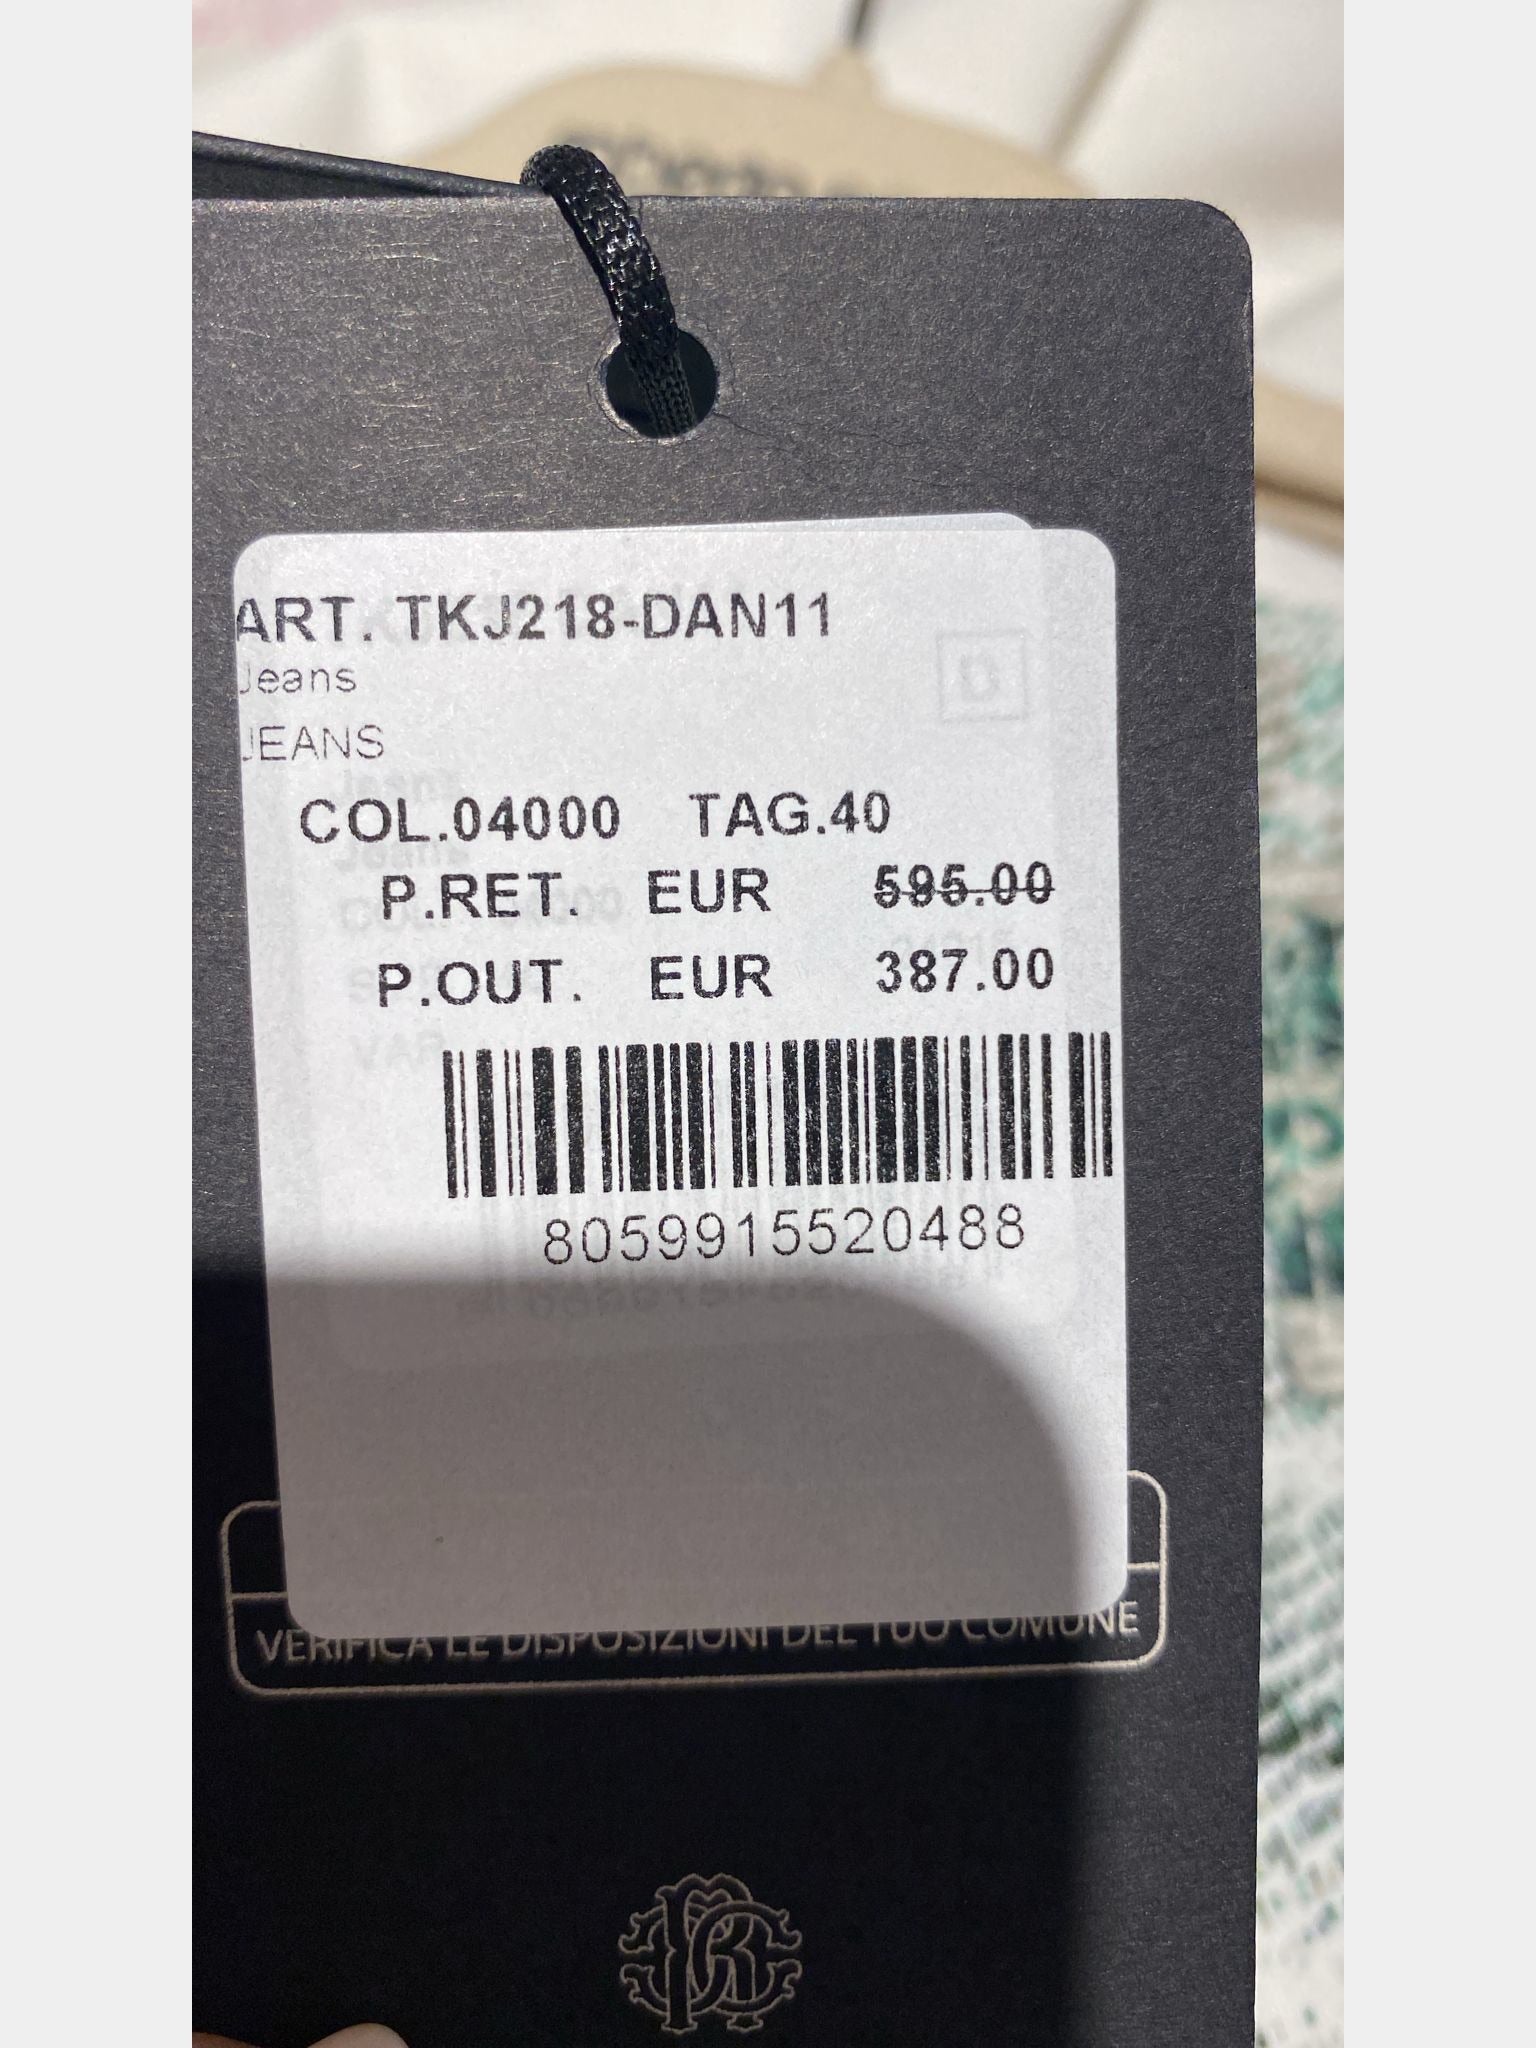 ART. TKJ218-DAN11
Jeans
JEANS
COL.04000 TAG.40
P.RET. EUR 595.00
P.OUT. EUR 387.00
8059915520488
VERIFICA LE DISPOSIZIONI DEL TUO COMUNE